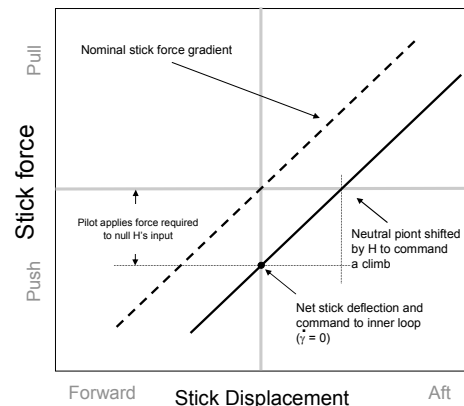 Pull
Nominal stick force gradient
Stick force
Pilot applies force required
to null H's input
Neutral piont shifted
by H to command
a climb
Push
Net stick deflection and
command to inner loop
(γ̇ = 0)
Forward
Stick Displacement
Aft